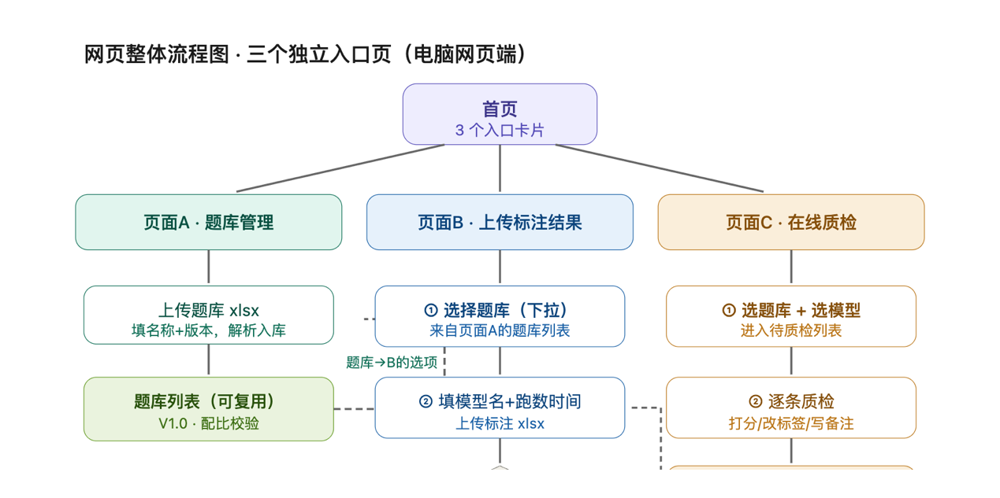 网页整体流程图 · 三个独立入口页（电脑网页端）
首页
3 个入口卡片
页面A · 题库管理
页面B · 上传标注结果
页面C · 在线质检
上传题库 xlsx
填名称+版本，解析入库
① 选择题库（下拉）
来自页面A的题库列表
① 选题库 + 选模型
进入待质检列表
题库→B的选项
题库列表（可复用）
V1.0 · 配比校验
② 填模型名+跑数时间
上传标注 xlsx
② 逐条质检
打分/改标签/写备注